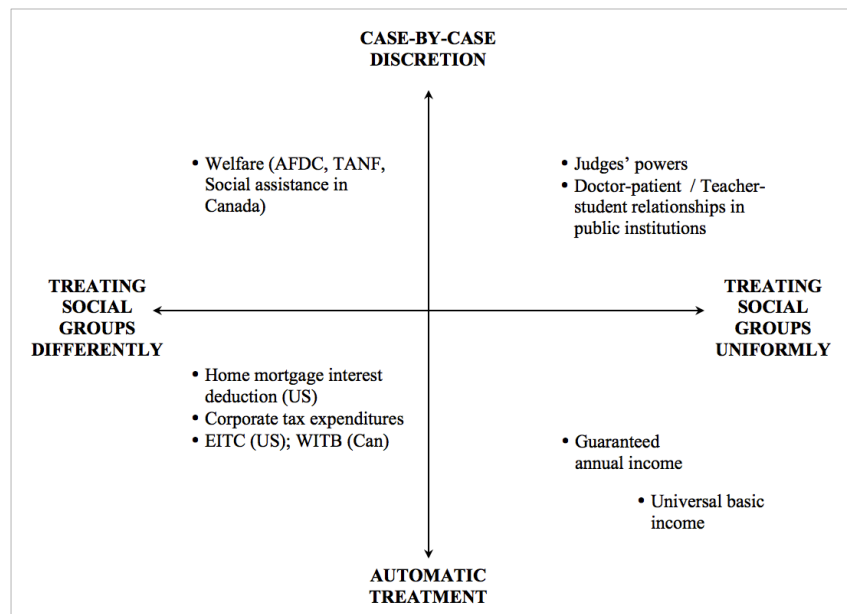 CASE-BY-CASE
DISCRETION
• Welfare (AFDC, TANF,
Social assistance in
Canada)
• Judges’ powers
• Doctor-patient / Teacher-
student relationships in
public institutions
TREATING
SOCIAL
GROUPS
DIFFERENTLY
TREATING
SOCIAL
GROUPS
UNIFORMLY
• Home mortgage interest
deduction (US)
• Corporate tax expenditures
• EITC (US); WITB (Can)
• Guaranteed
annual income
• Universal basic
income
AUTOMATIC
TREATMENT